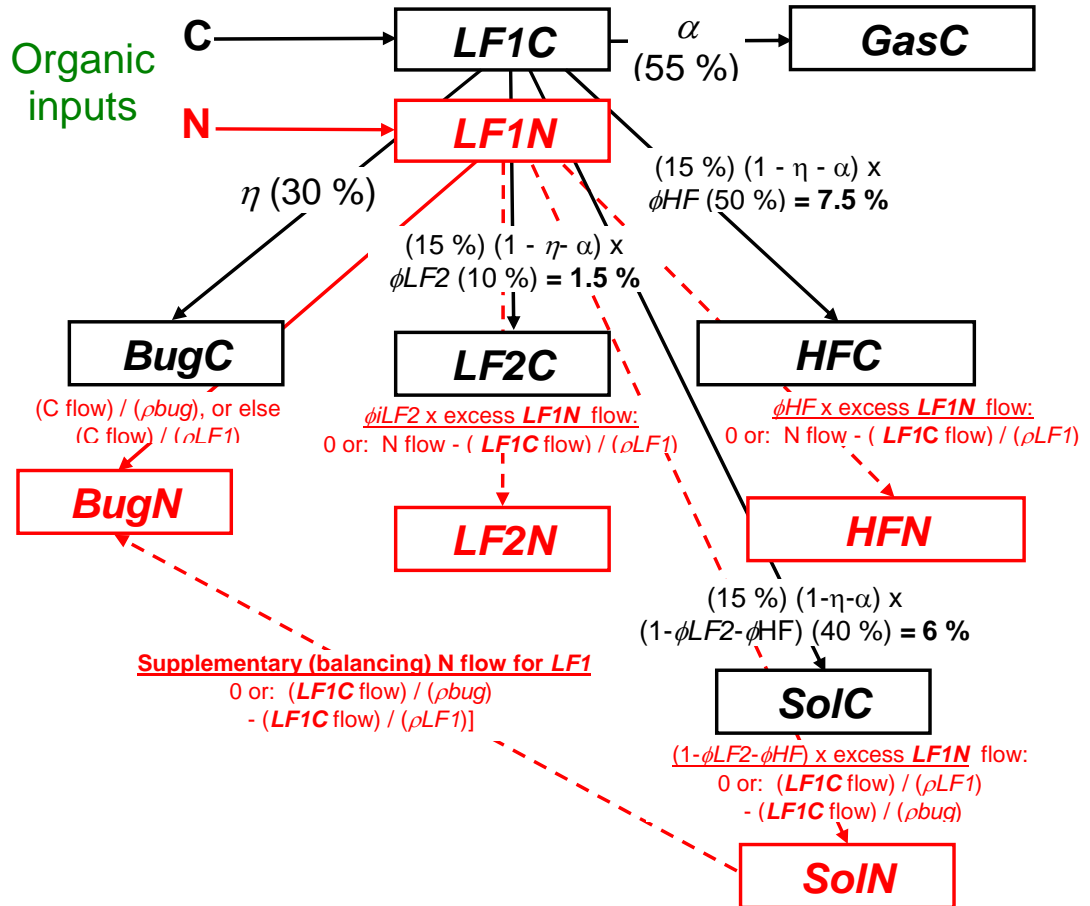 C
LF1C
α
(55 %)
GasC
Organic
inputs
N
LF1N
(15 %) (1 - η - α) x
ϕHF (50 %) = 7.5 %
η (30 %)
(15 %) (1 - η- α) x
ϕLF2 (10 %) = 1.5 %
BugC
LF2C
HFC
(C flow) / (ρbug), or else
(C flow) / (ρLF1)
ϕiLF2 x excess LF1N flow:
0 or: N flow - ( LF1C flow) / (ρLF1)
ϕHF x excess LF1N flow:
0 or: N flow - ( LF1C flow) / (ρLF1)
BugN
LF2N
HFN
(15 %) (1-η-α) x
(1-ϕLF2-ϕHF) (40 %) = 6 %
Supplementary (balancing) N flow for LF1
0 or: (LF1C flow) / (ρbug)
- (LF1C flow) / (ρLF1)]
SolC
(1-ϕLF2-ϕHF) x excess LF1N flow:
0 or: (LF1C flow) / (ρLF1)
- (LF1C flow) / (ρbug)
SolN